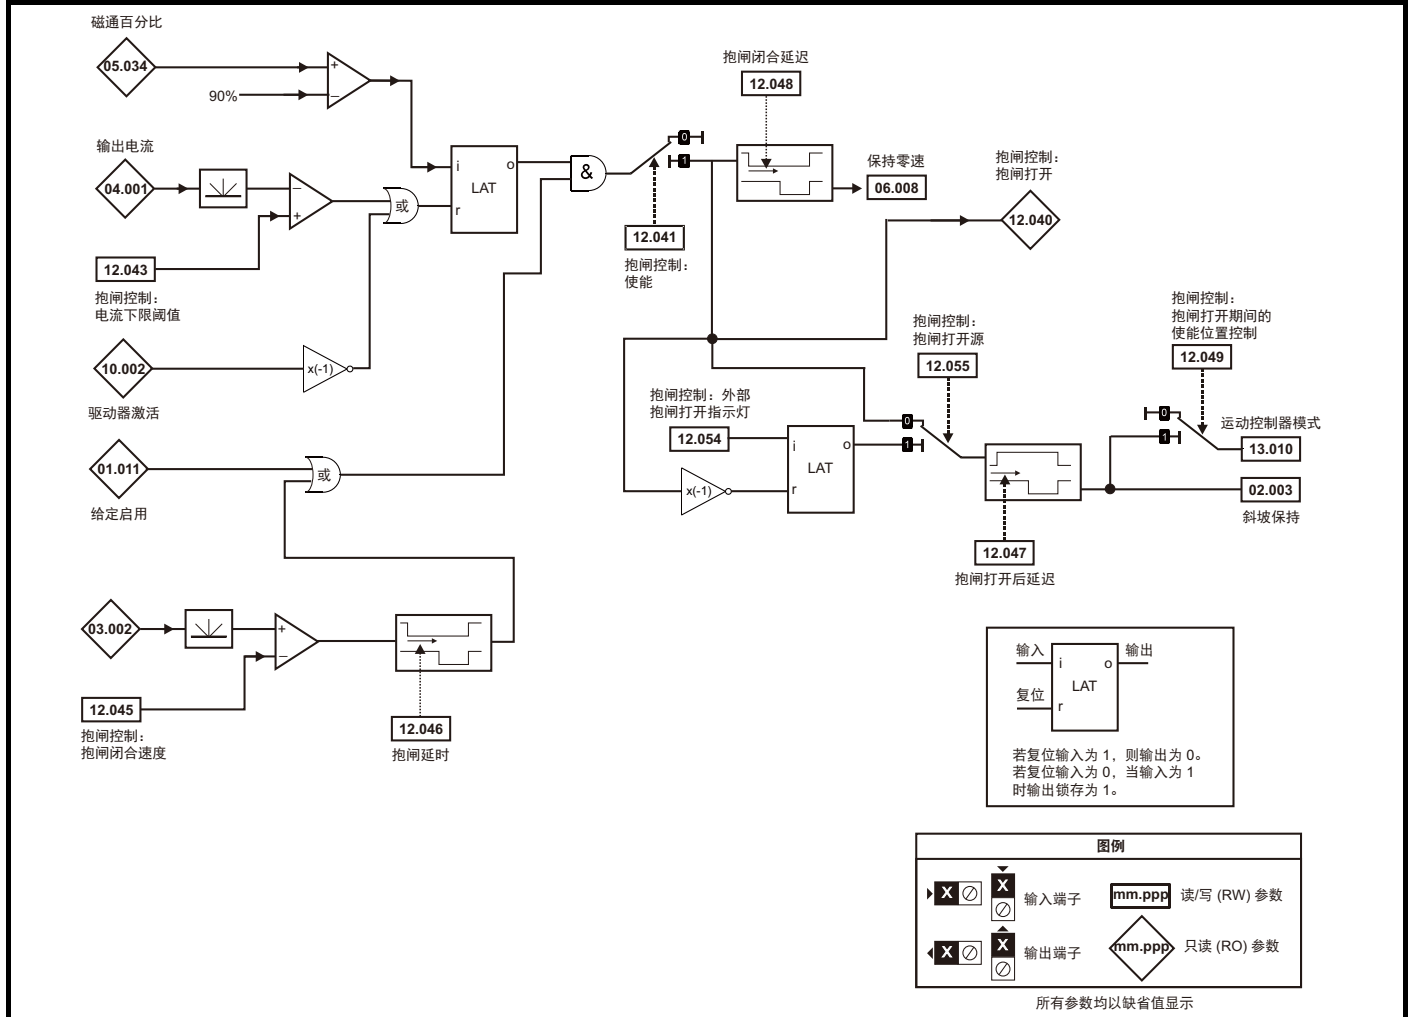 磁通百分比
05.034
+
90%
−
输出电流
04.001
−
+
或
i
o
LAT
r
&
0
1
12.041
抱闸控制：
使能
抱闸闭合延迟
12.048
保持零速
06.008
抱闸控制：
抱闸打开
12.040
12.043
抱闸控制：
电流下限阈值
10.002
x(-1)
驱动器激活
01.011
或
给定启用
03.002
+
−
12.045
抱闸控制：
抱闸闭合速度
12.046
抱闸延时
抱闸控制：外部
抱闸打开指示灯
12.054
x(-1)
i
o
LAT
r
抱闸控制：
抱闸打开源
12.055
0
1
12.047
抱闸打开后延迟
抱闸控制：
抱闸打开期间的
使能位置控制
12.049
0
1
运动控制器模式
13.010
02.003
斜坡保持
输入
i
o
输出
LAT
复位
r
若复位输入为 1，则输出为 0。
若复位输入为 0，当输入为 1
时输出锁存为 1。
图例
X
X
输入端子
mm.ppp
读/写 (RW) 参数
X
X
输出端子
mm.ppp
只读 (RO) 参数
所有参数均以缺省值显示